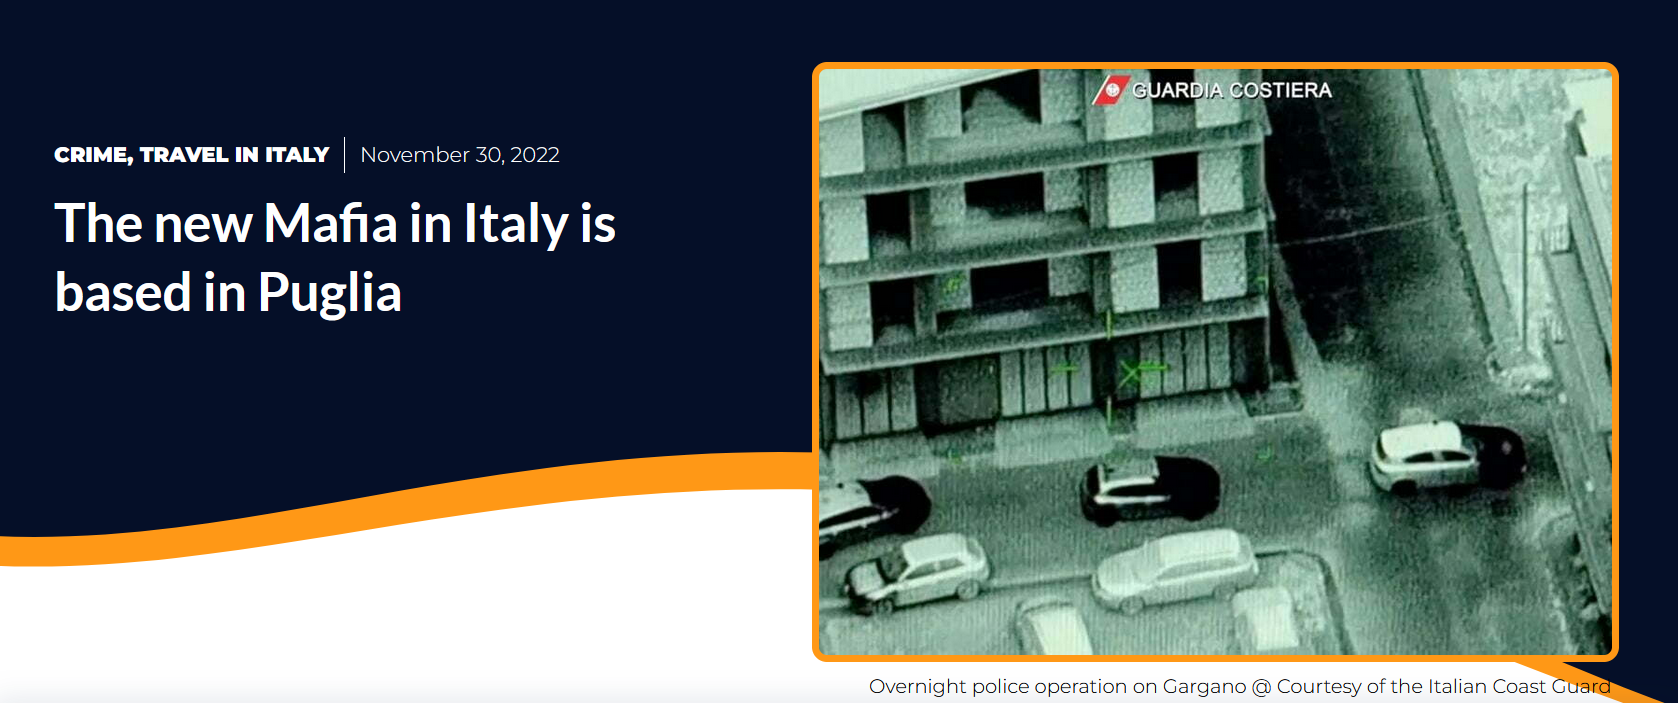 CRIME, TRAVEL IN ITALY
November 30, 2022
The new Mafia in Italy is
based in Puglia
GUARDIA COSTIERA
Overnight police operation on Gargano @ Courtesy of the Italian Coast Guard